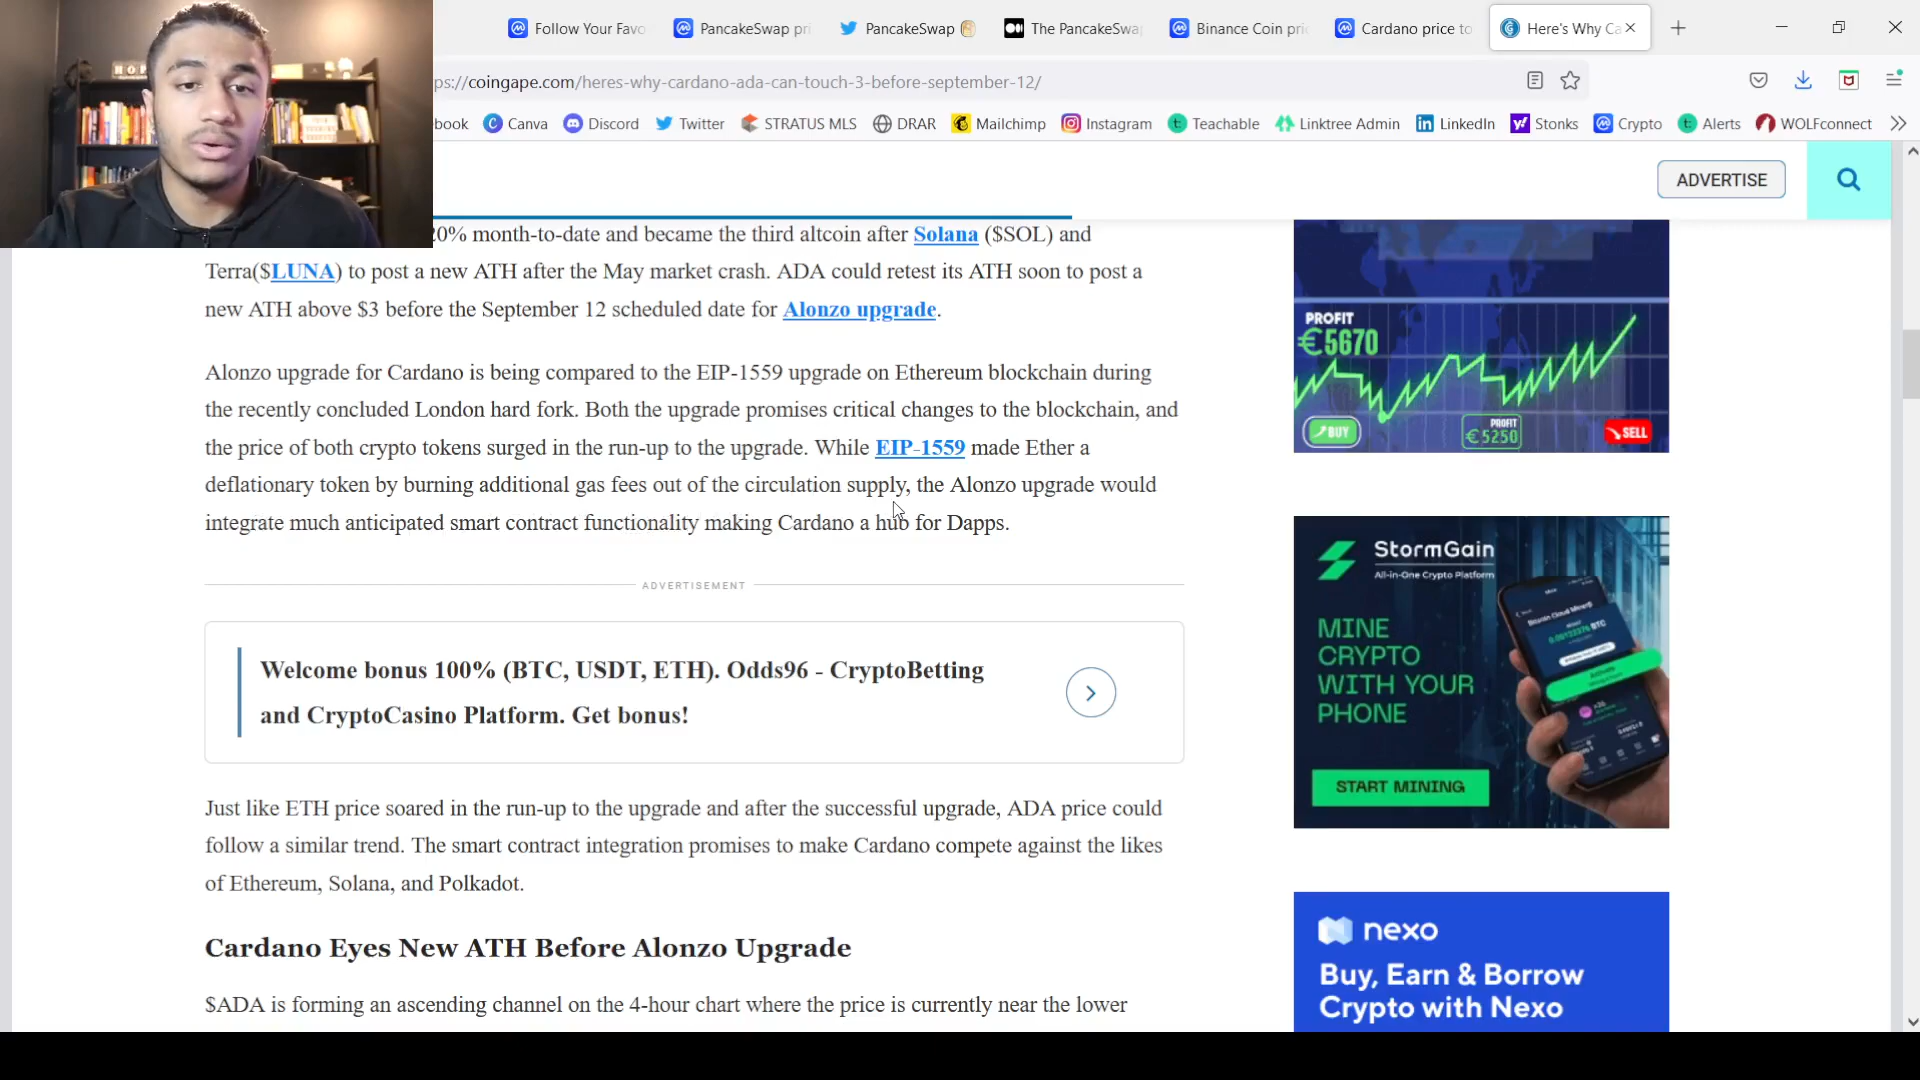 Follow Your Favo
PancakeSwap pri
PancakeSwap
The PancakeSwa
Binance Coin pric
Cardano price to
Here's Why Ca
ps://coingape.com/heres-why-cardano-ada-can-touch-3-before-september-12/
book
Canva
Discord
Twitter
STRATUS MLS
DRAR
Mailchimp
Instagram
Teachable
Linktree Admin
LinkedIn
Stonks
Crypto
Alerts
WOLFconnect
ADVERTISE
20% month-to-date and became the third altcoin after Solana ($SOL) and
Terra($LUNA) to post a new ATH after the May market crash. ADA could retest its ATH soon to post a
new ATH above $3 before the September 12 scheduled date for Alonzo upgrade.
Alonzo upgrade for Cardano is being compared to the EIP-1559 upgrade on Ethereum blockchain during
the recently concluded London hard fork. Both the upgrade promises critical changes to the blockchain, and
the price of both crypto tokens surged in the run-up to the upgrade. While EIP-1559 made Ether a
deflationary token by burning additional gas fees out of the circulation supply, the Alonzo upgrade would
integrate much anticipated smart contract functionality making Cardano a hub for Dapps.
ADVERTISEMENT
Welcome bonus 100% (BTC, USDT, ETH). Odds96 - CryptoBetting
and CryptoCasino Platform. Get bonus!
Just like ETH price soared in the run-up to the upgrade and after the successful upgrade, ADA price could
follow a similar trend. The smart contract integration promises to make Cardano compete against the likes
of Ethereum, Solana, and Polkadot.
Cardano Eyes New ATH Before Alonzo Upgrade
$ADA is forming an ascending channel on the 4-hour chart where the price is currently near the lower
PROFIT
€5670
BUY
PROFIT
€5250
SELL
StormGain
All-in-One Crypto Platform
MINE
CRYPTO
WITH YOUR
PHONE
START MINING
nexo
Buy, Earn & Borrow
Crypto with Nexo